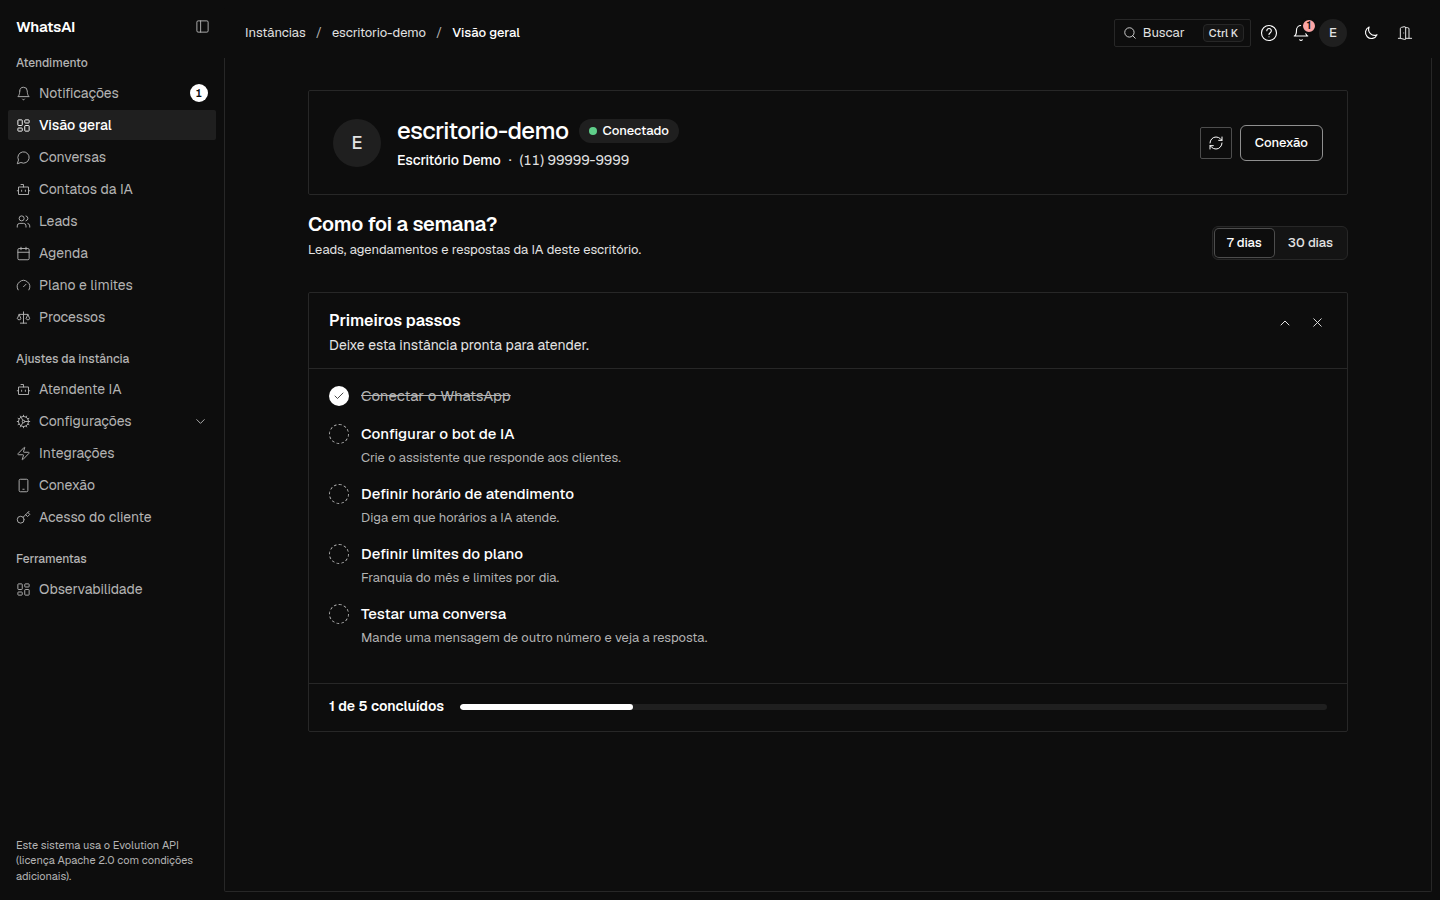 WhatsAI
Atendimento
Notificações 1
Visão geral
Conversas
Contatos da IA
Leads
Agenda
Plano e limites
Processos
Ajustes da instância
Atendente IA
Configurações
Integrações
Conexão
Acesso do cliente
Ferramentas
Observabilidade
Este sistema usa o Evolution API
(licença Apache 2.0 com condições
adicionais).
Instâncias / escritorio-demo / Visão geral
Buscar Ctrl K 1 E
E
escritorio-demo Conectado
Escritório Demo · (11) 99999-9999
Conexão
Como foi a semana?
Leads, agendamentos e respostas da IA deste escritório.
7 dias 30 dias
Primeiros passos
Deixe esta instância pronta para atender.
Conectar o WhatsApp
Configurar o bot de IA
Crie o assistente que responde aos clientes.
Definir horário de atendimento
Diga em que horários a IA atende.
Definir limites do plano
Franquia do mês e limites por dia.
Testar uma conversa
Mande uma mensagem de outro número e veja a resposta.
1 de 5 concluídos